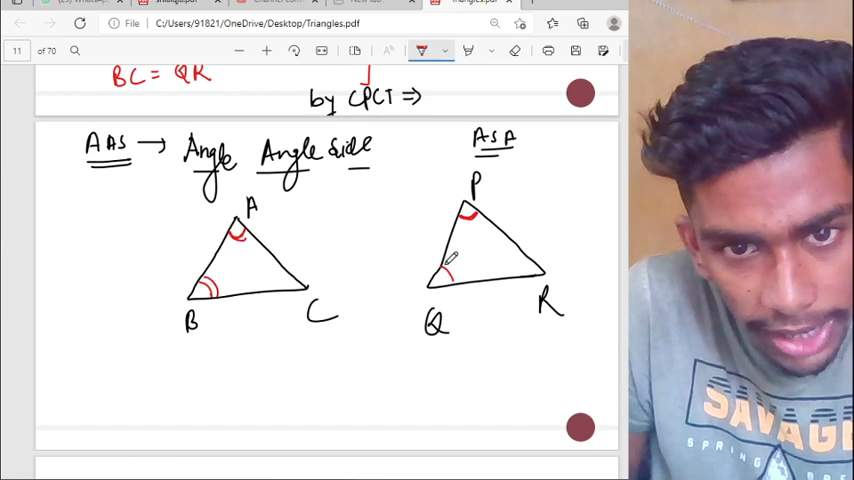 C:/Users/91821/OneDrive/Desktop/Triangles.pdf
11 of 70
BC = QR
by CPCT ⇒
AAS → Angle Angle Side
ASA
A
P
B
C
Q
R
SAVAGE
SPRING